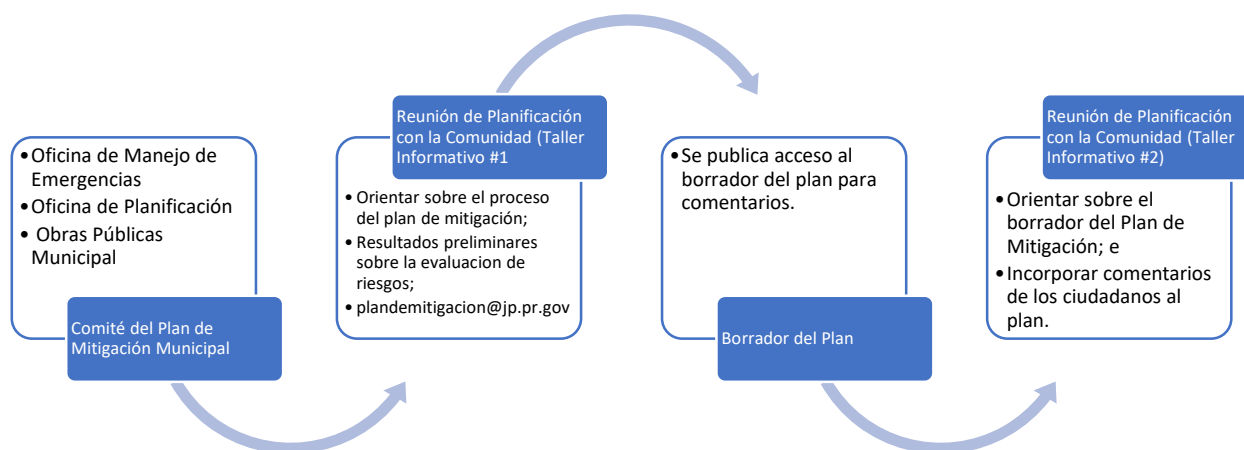 •Oficina de Manejo de
Emergencias
•Oficina de Planificación
• Obras Públicas
Municipal
Comité del Plan de
Mitigación Municipal
Reunión de Planificación
con la Comunidad (Taller
Informativo #1
• Orientar sobre el proceso
del plan de mitigación;
• Resultados preliminares
sobre la evaluacion de
riesgos;
• plandemitigacion@jp.pr.gov
•Se publica acceso al
borrador del plan para
comentarios.
Borrador del Plan
Reunión de Planificación
con la Comunidad (Taller
Informativo #2)
•Orientar sobre el
borrador del Plan de
Mitigación; e
•Incorporar comentarios
de los ciudadanos al
plan.